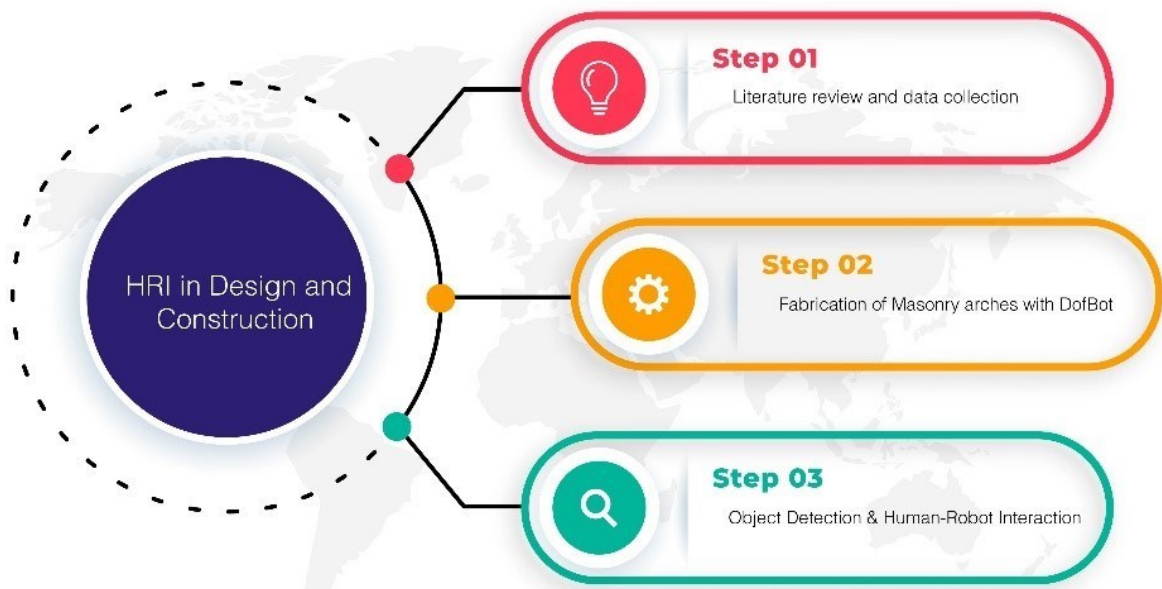 HRI in Design and
Construction
Step 01
Literature review and data collection
Step 02
Fabrication of Masonry arches with DofBot
Step 03
Object Detection & Human-Robot Interaction